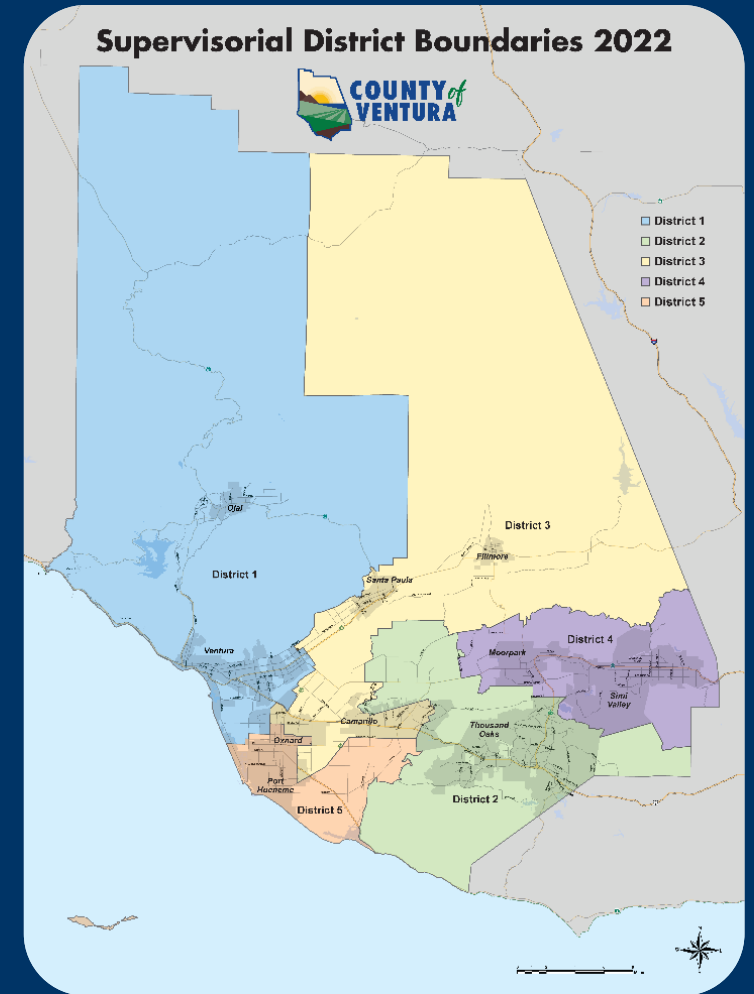 Supervisorial District Boundaries 2022
COUNTY of
VENTURA
District 1
District 2
District 3
District 4
District 5
Ojai
District 3
Fillmore
District 1
Santa Paula
District 4
Ventura
Moorpark
Simi
Valley
Camarillo
Thousand
Oaks
Oxnard
Port
Hueneme
District 2
District 5